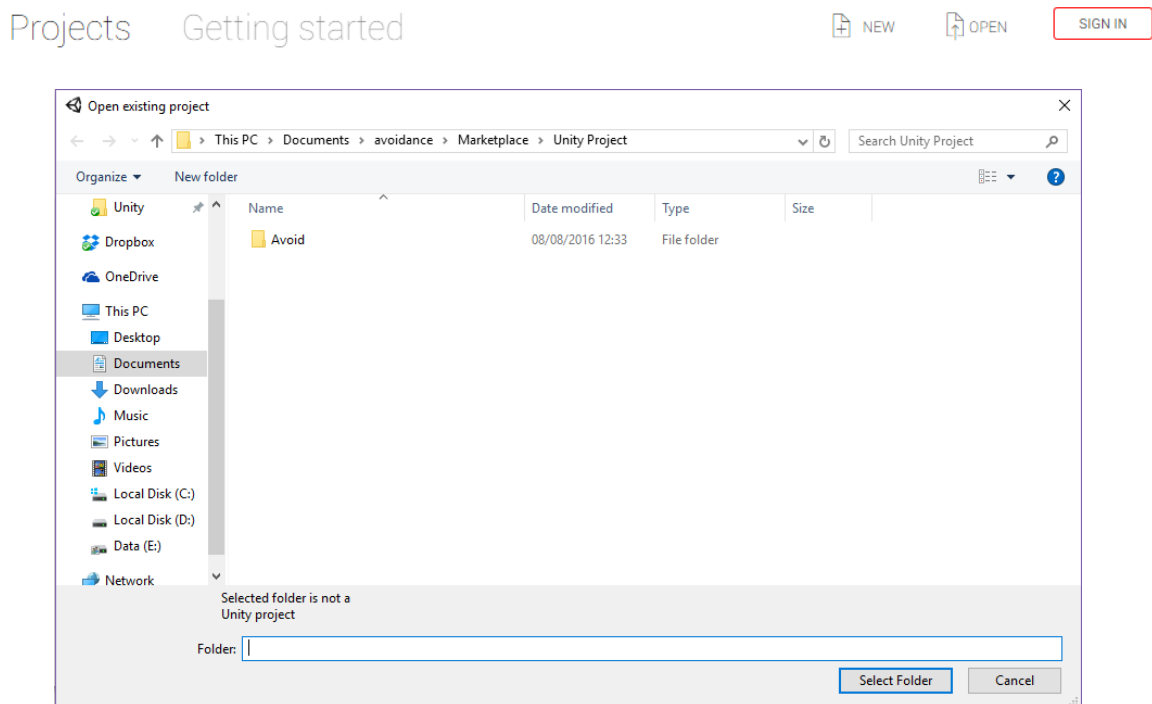 Projects Getting started NEW OPEN SIGN IN
Open existing project
This PC > Documents > avoidance > Marketplace > Unity Project Search Unity Project
Organize New folder
Unity Name Date modified Type Size
Dropbox Avoid 08/08/2016 12:33 File folder
OneDrive
This PC
Desktop
Documents
Downloads
Music
Pictures
Videos
Local Disk (C:)
Local Disk (D:)
Data (E:)
Network
Selected folder is not a
Unity project
Folder:
Select Folder Cancel